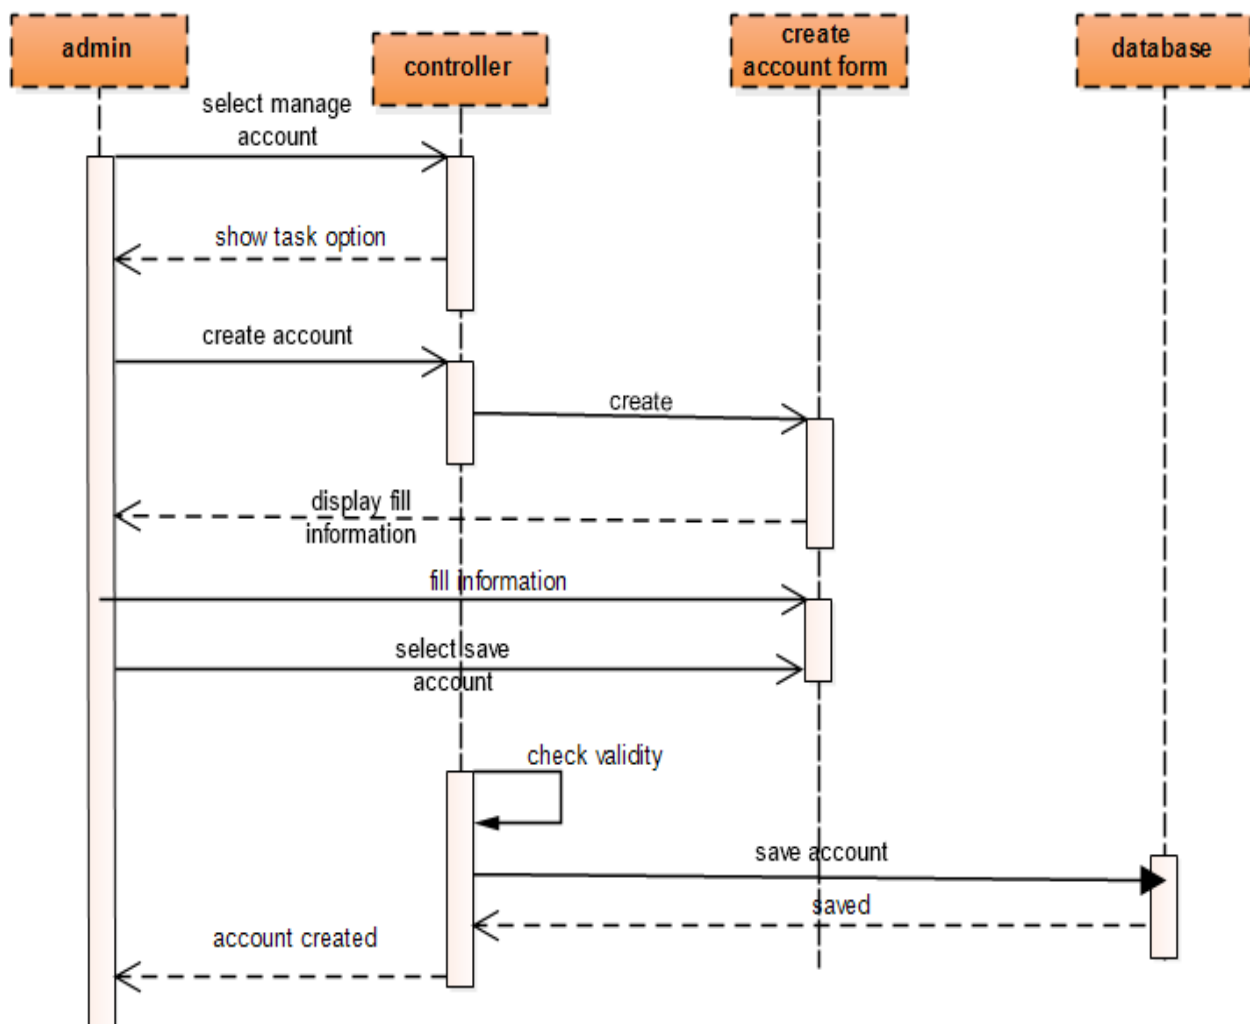 admin
controller
create
account form
database
select manage
account
show task option
create account
create
display fill
information
fill information
select save
account
check validity
save account
saved
account created